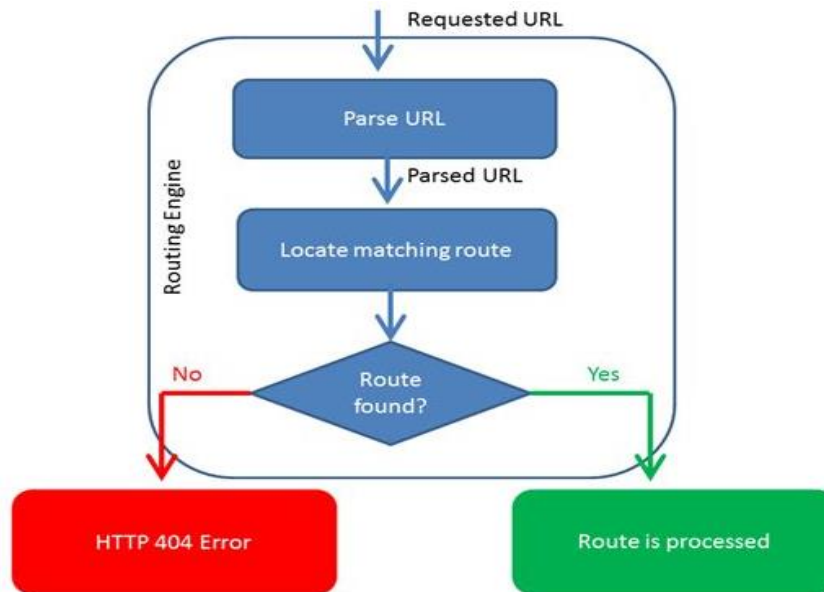 Requested URL
Parse URL
Parsed URL
Routing Engine
Locate matching route
Route
found?
No
Yes
HTTP 404 Error
Route is processed